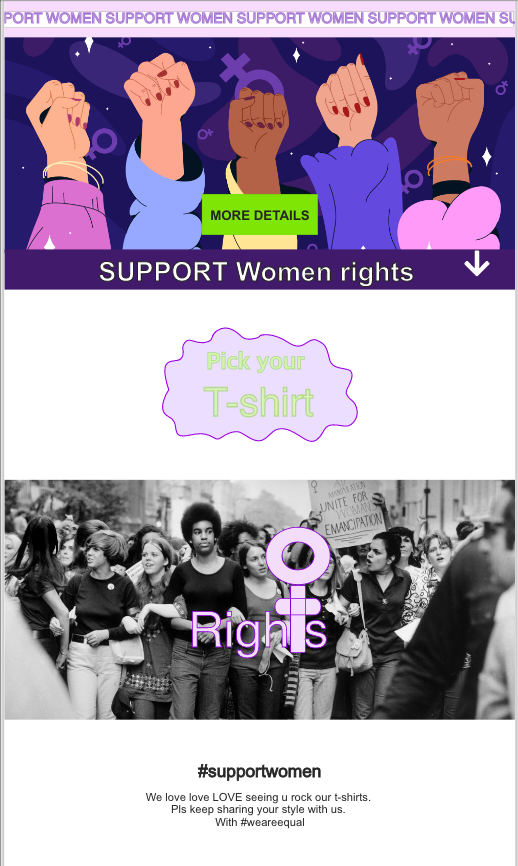 PORT WOMEN SUPPORT WOMEN SUPPORT WOMEN SUPPORT WOMEN SU
MORE DETAILS
SUPPORT Women rights
Pick your
T-shirt
UNITE FOR
WOMAN
EMANCIPATION
Rights
#supportwomen
We love love LOVE seeing u rock our t-shirts.
Pls keep sharing your style with us.
With #weareequal